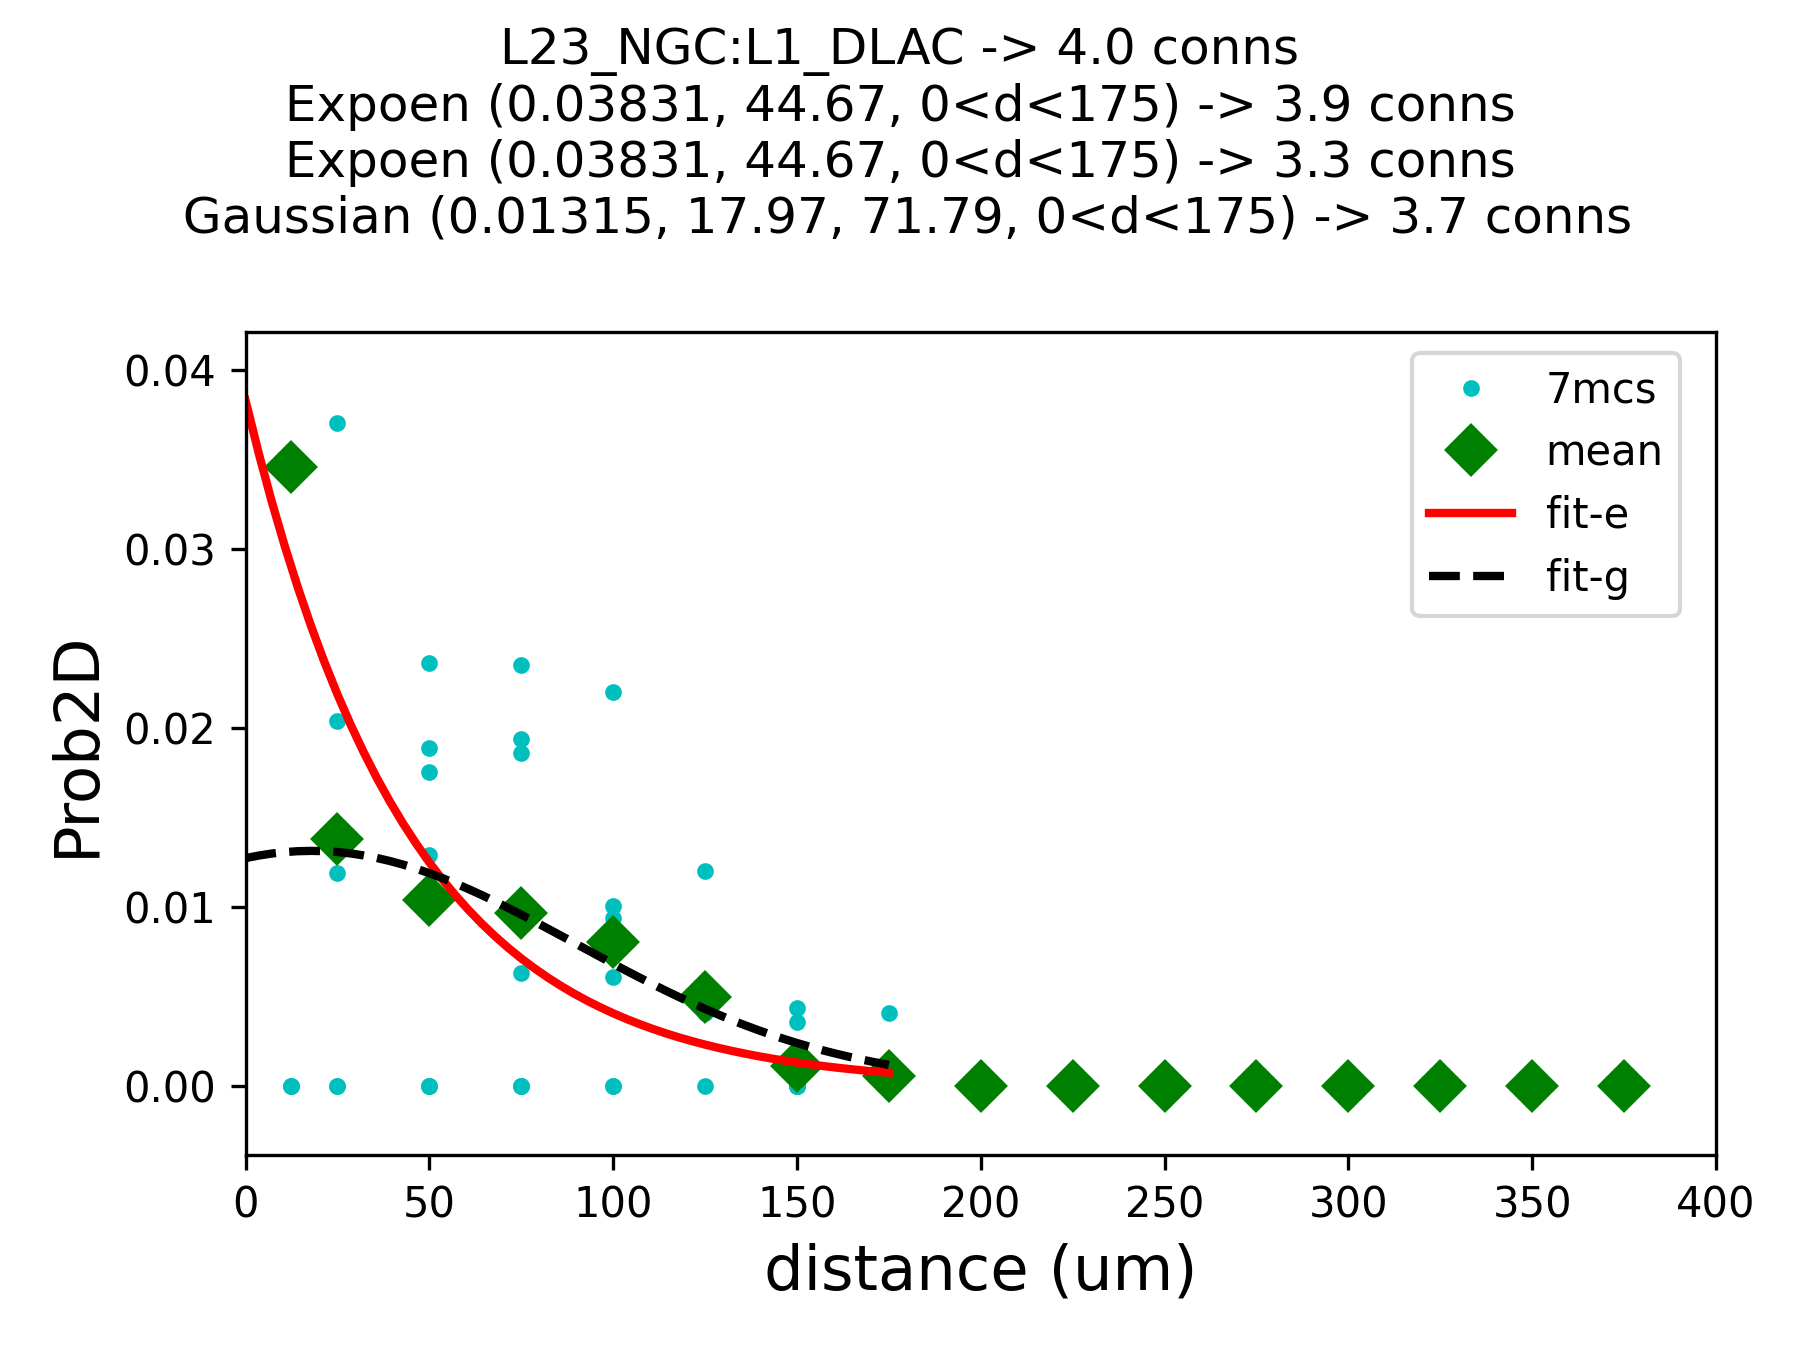 L23_NGC:L1_DLAC -> 4.0 conns
Expoen (0.03831, 44.67, 0<d<175) -> 3.9 conns
Expoen (0.03831, 44.67, 0<d<175) -> 3.3 conns
Gaussian (0.01315, 17.97, 71.79, 0<d<175) -> 3.7 conns
7mcs
mean
fit-e
fit-g
Prob2D
0.04
0.03
0.02
0.01
0.00
0 50 100 150 200 250 300 350 400
distance (um)